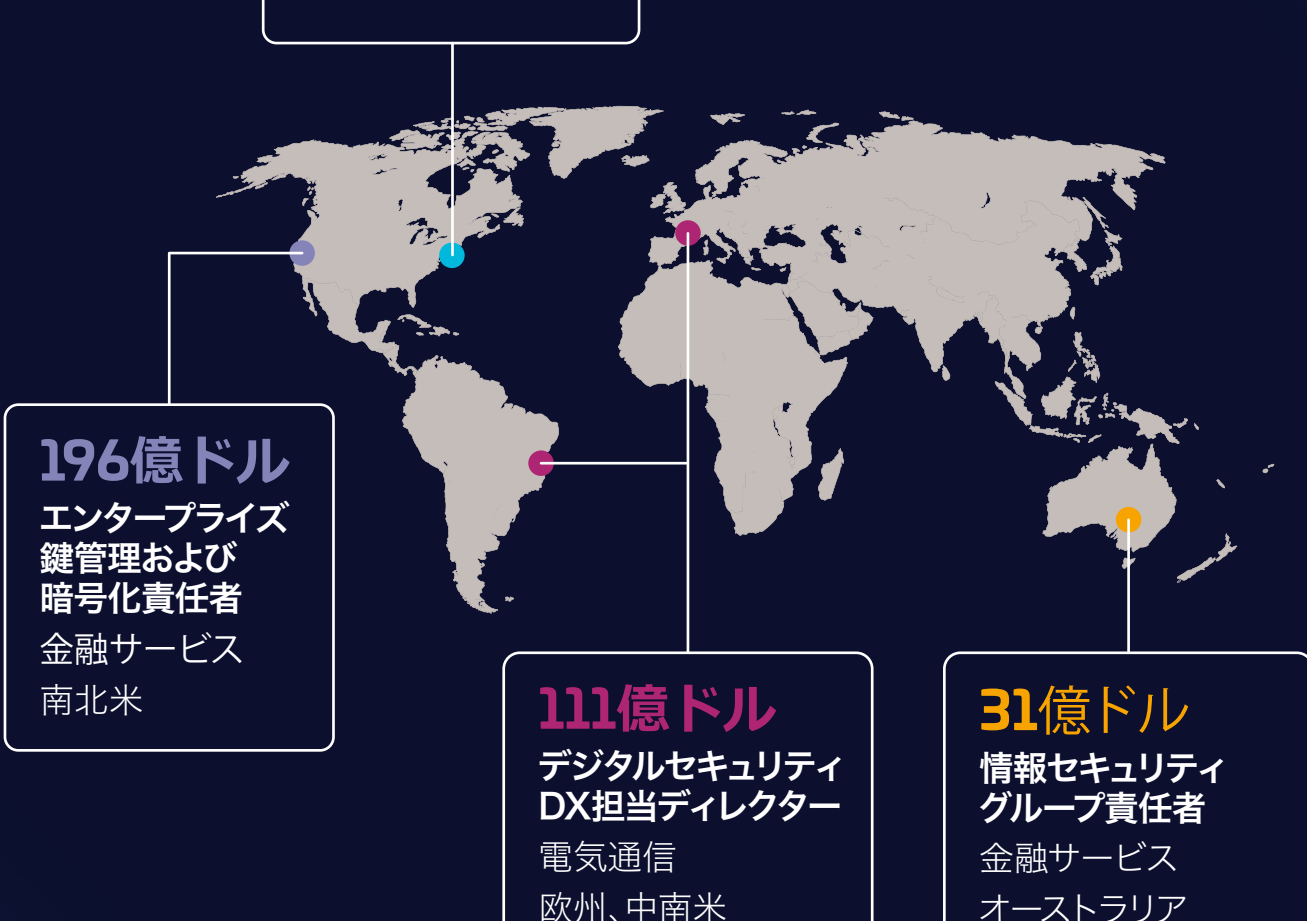 196億ドル
エンタープライズ
鍵管理および
暗号化責任者
金融サービス
南北米
111億ドル
デジタルセキュリティ
DX担当ディレクター
電気通信
欧州、中南米
31億ドル
情報セキュリティ
グループ責任者
金融サービス
オーストラリア